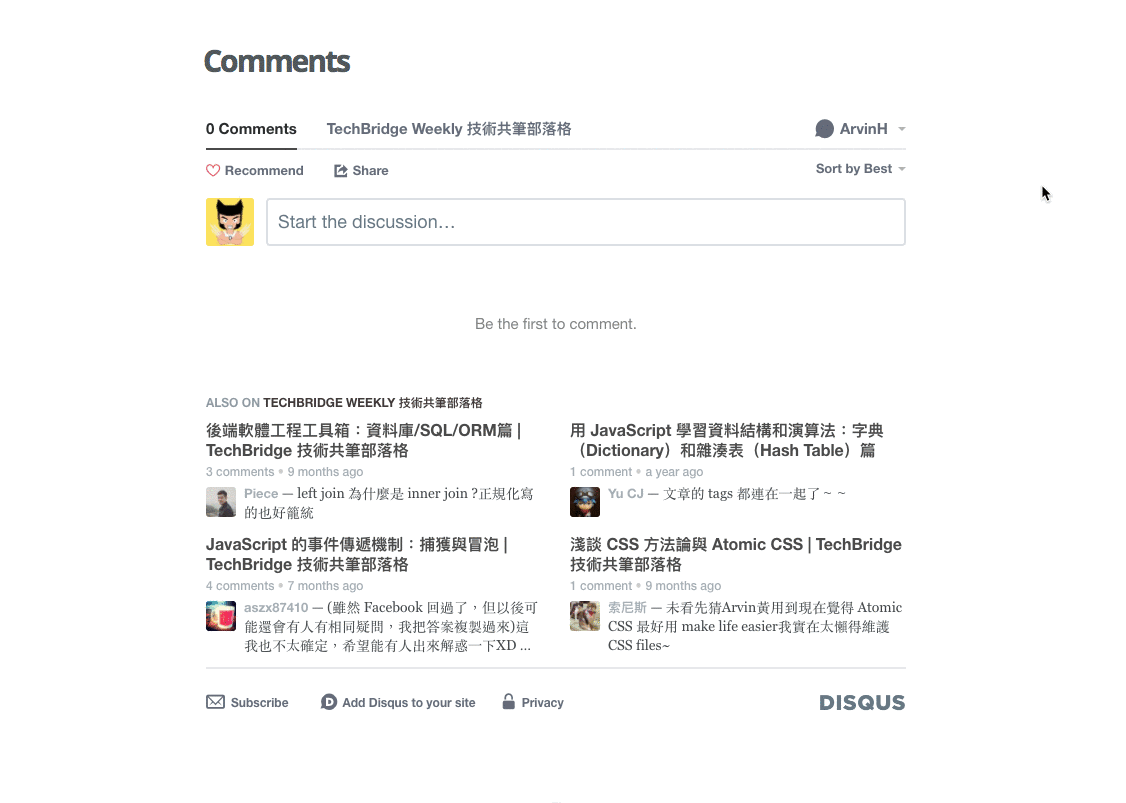 Comments
0 Comments TechBridge Weekly 技術共筆部落格 ArvinH
Recommend Share Sort by Best
Start the discussion…
Be the first to comment.
ALSO ON TECHBRIDGE WEEKLY 技術共筆部落格
後端軟體工程工具箱：資料庫/SQL/ORM篇 |
TechBridge 技術共筆部落格
3 comments • 9 months ago
Piece — left join 為什麼是 inner join ?正規化寫
的也好籠統
用 JavaScript 學習資料結構和演算法：字典
（Dictionary）和雜湊表（Hash Table）篇
1 comment • a year ago
Yu CJ — 文章的 tags 都連在一起了 ~ ~
JavaScript 的事件傳遞機制：捕獲與冒泡 |
TechBridge 技術共筆部落格
4 comments • 7 months ago
aszx87410 — (雖然 Facebook 回過了，但以後可
能還會有人有相同疑問，我把答案複製過來)這
我也不太確定，希望能有人出來解惑一下XD ...
淺談 CSS 方法論與 Atomic CSS | TechBridge
技術共筆部落格
1 comment • 9 months ago
索尼斯 — 未看先猜Arvin黃用到現在覺得 Atomic
CSS 最好用 make life easier我實在太懶得維護
CSS files~
Subscribe Add Disqus to your site Privacy DISQUS